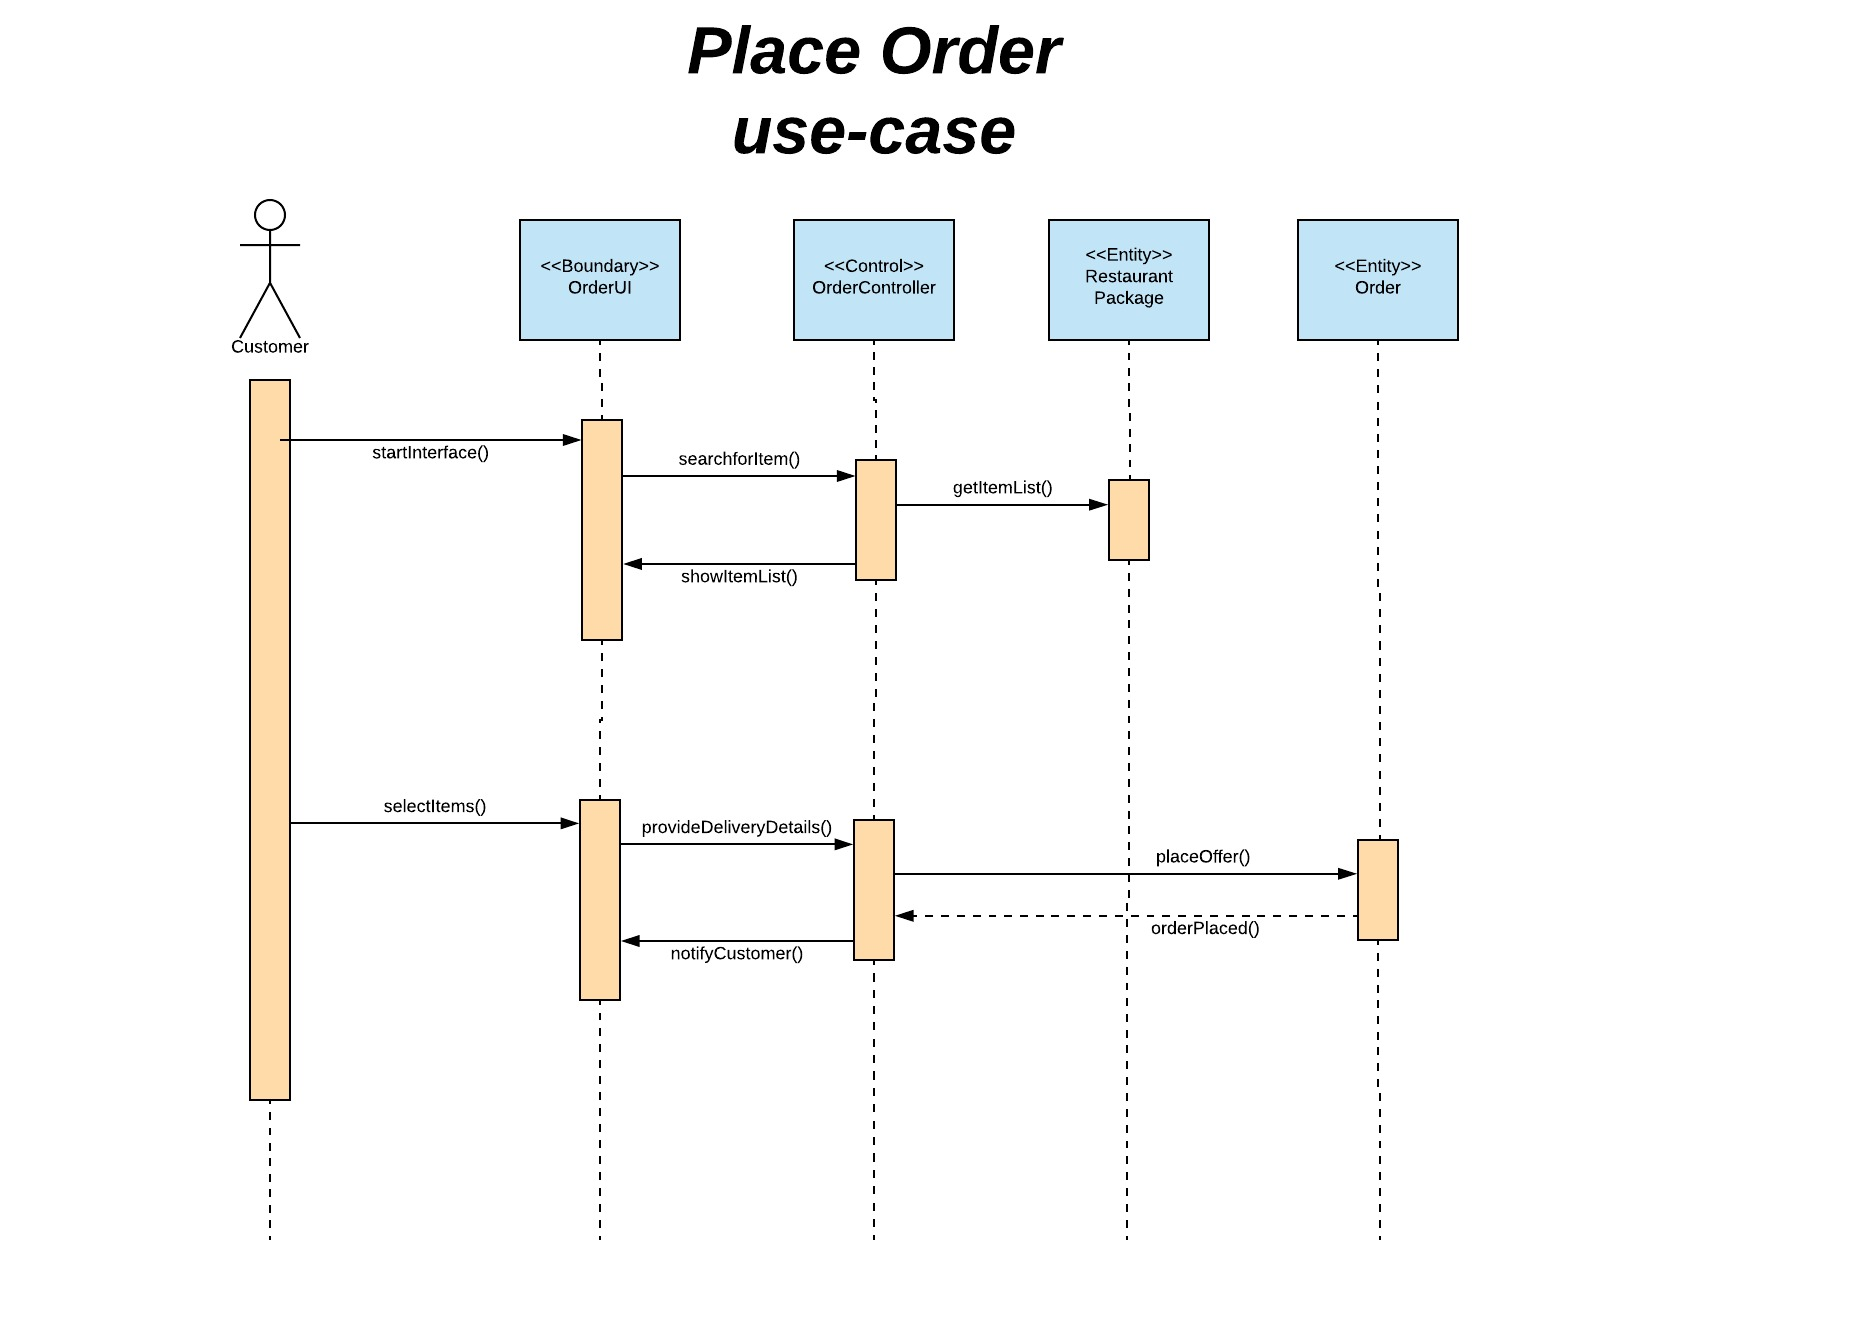 Place Order
use-case
Customer
<<Boundary>>
OrderUI
<<Control>>
OrderController
<<Entity>>
Restaurant
Package
<<Entity>>
Order
startInterface()
searchforItem()
getItemList()
showItemList()
selectItems()
provideDeliveryDetails()
placeOffer()
orderPlaced()
notifyCustomer()